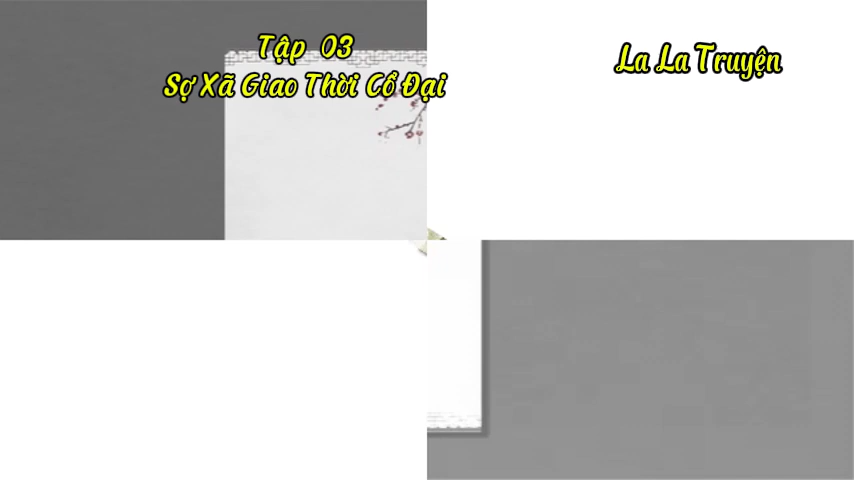 Tập 03
Sợ Xã Giao Thời Cổ Đại
La La Truyện